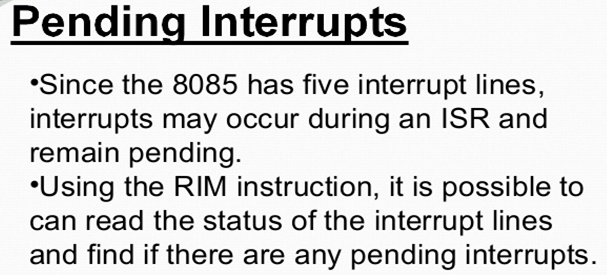 Pending Interrupts
•Since the 8085 has five interrupt lines,
interrupts may occur during an ISR and
remain pending.
•Using the RIM instruction, it is possible to
can read the status of the interrupt lines
and find if there are any pending interrupts.